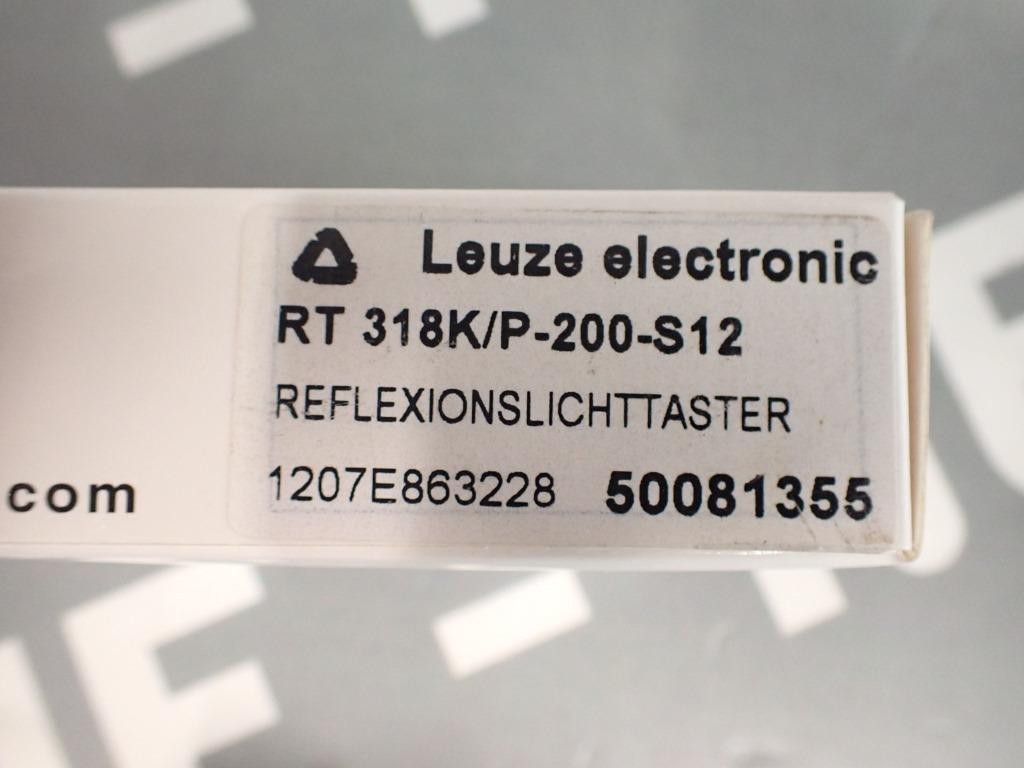 Leuze electronic
RT 318K/P-200-S12
REFLEXIONSLICHTTASTER
1207E863228 50081355
com